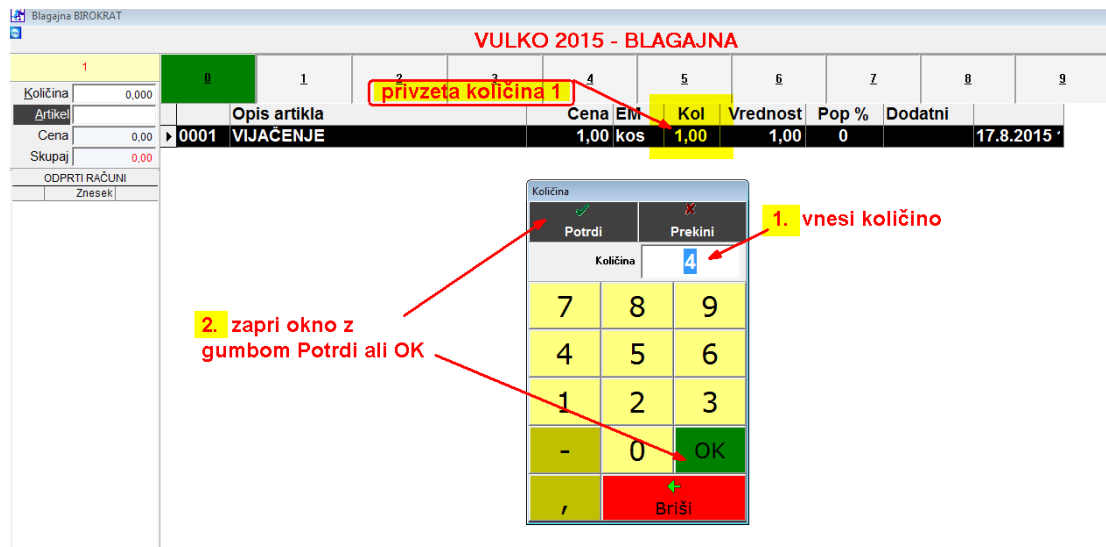 Blagajna BIROKRAT
VULKO 2015 - BLAGAJNA
1
0 1 2 3 4 5 6 7 8 9
privzeta količina 1
Količina 0,000
Artikel
Cena 0,00
Skupaj 0,00
ODPRTI RAČUNI
Znesek
Opis artikla Cena EM Kol Vrednost Pop % Dodatni
0001 VIJAČENJE 1,00 kos 1,00 1,00 0 17.8.2015
Količina
Potrdi Prekini
Količina 4
1. vnesi količino
7 8 9
4 5 6
1 2 3
- 0 OK
, Briši
2. zapri okno z
gumbom Potrdi ali OK